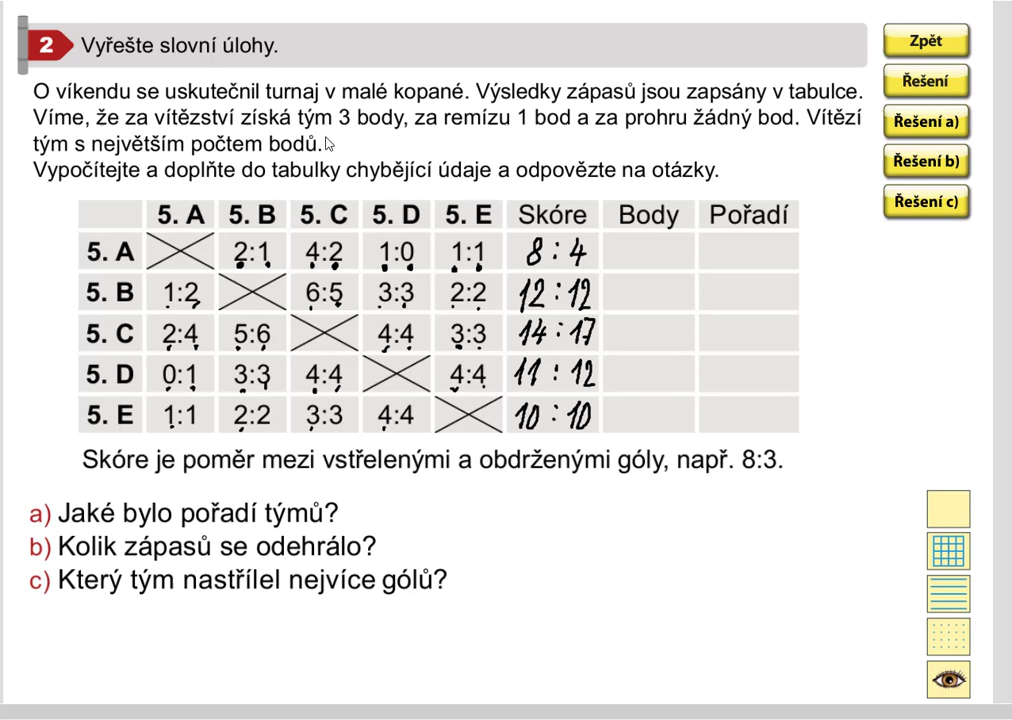 2 Vyřešte slovní úlohy.
Zpět
Řešení
Řešení a)
Řešení b)
Řešení c)
O víkendu se uskutečnil turnaj v malé kopané. Výsledky zápasů jsou zapsány v tabulce.
Víme, že za vítězství získá tým 3 body, za remízu 1 bod a za prohru žádný bod. Vítězí
tým s největším počtem bodů.
Vypočítejte a doplňte do tabulky chybějící údaje a odpovězte na otázky.
5. A 5. B 5. C 5. D 5. E Skóre Body Pořadí
5. A 2:1 4:2 1:0 1:1 8:4
5. B 1:2 6:5 3:3 2:2 12:12
5. C 2:4 5:6 4:4 3:3 14:17
5. D 0:1 3:3 4:4 4:4 11:12
5. E 1:1 2:2 3:3 4:4 10:10
Skóre je poměr mezi vstřelenými a obdrženými góly, např. 8:3.
a) Jaké bylo pořadí týmů?
b) Kolik zápasů se odehrálo?
c) Který tým nastřílel nejvíce gólů?